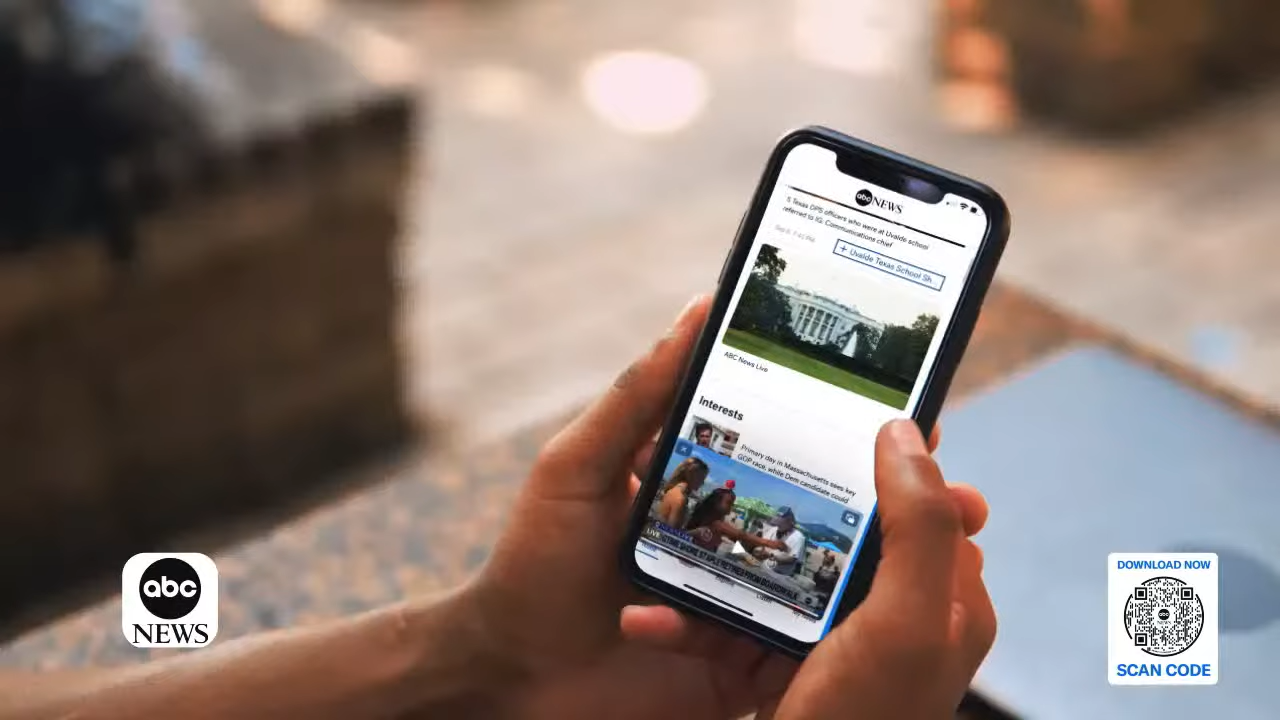 abc NEWS
5 Texas DPS officers who were at Uvalde school
referred to IG: Communications chief
+ Uvalde Texas School Sh...
ABC News Live
Interests
Primary day in Massachusetts sees key
GOP race, while Dem candidate could
LIVE
abc
NEWS
DOWNLOAD NOW
SCAN CODE